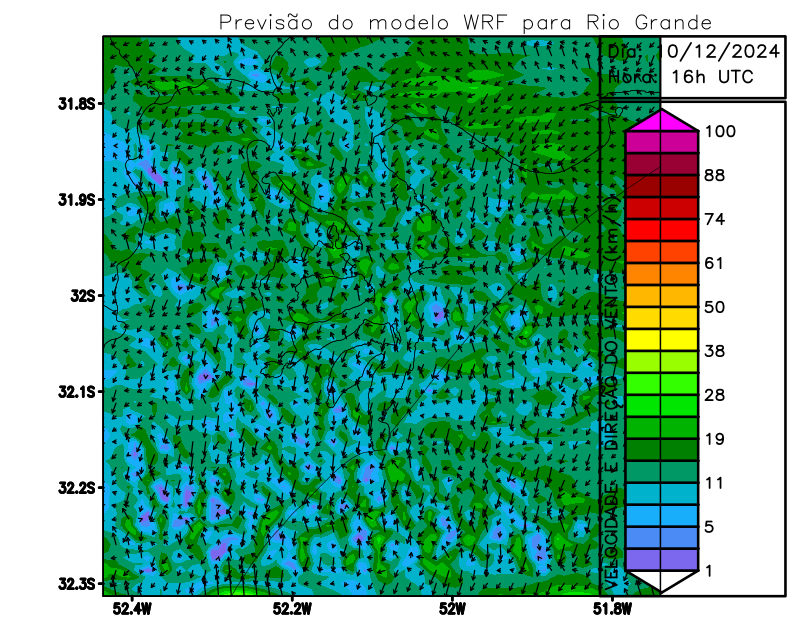 Previsão do modelo WRF para Rio Grande
Dia: 10/12/2024
Hora: 16h UTC
31.8S
31.9S
32S
32.1S
32.2S
32.3S
52.4W
52.2W
52W
51.8W
VELOCIDADE E DIREÇÃO DO VENTO (km/h)
100
88
74
61
50
38
28
19
11
5
1